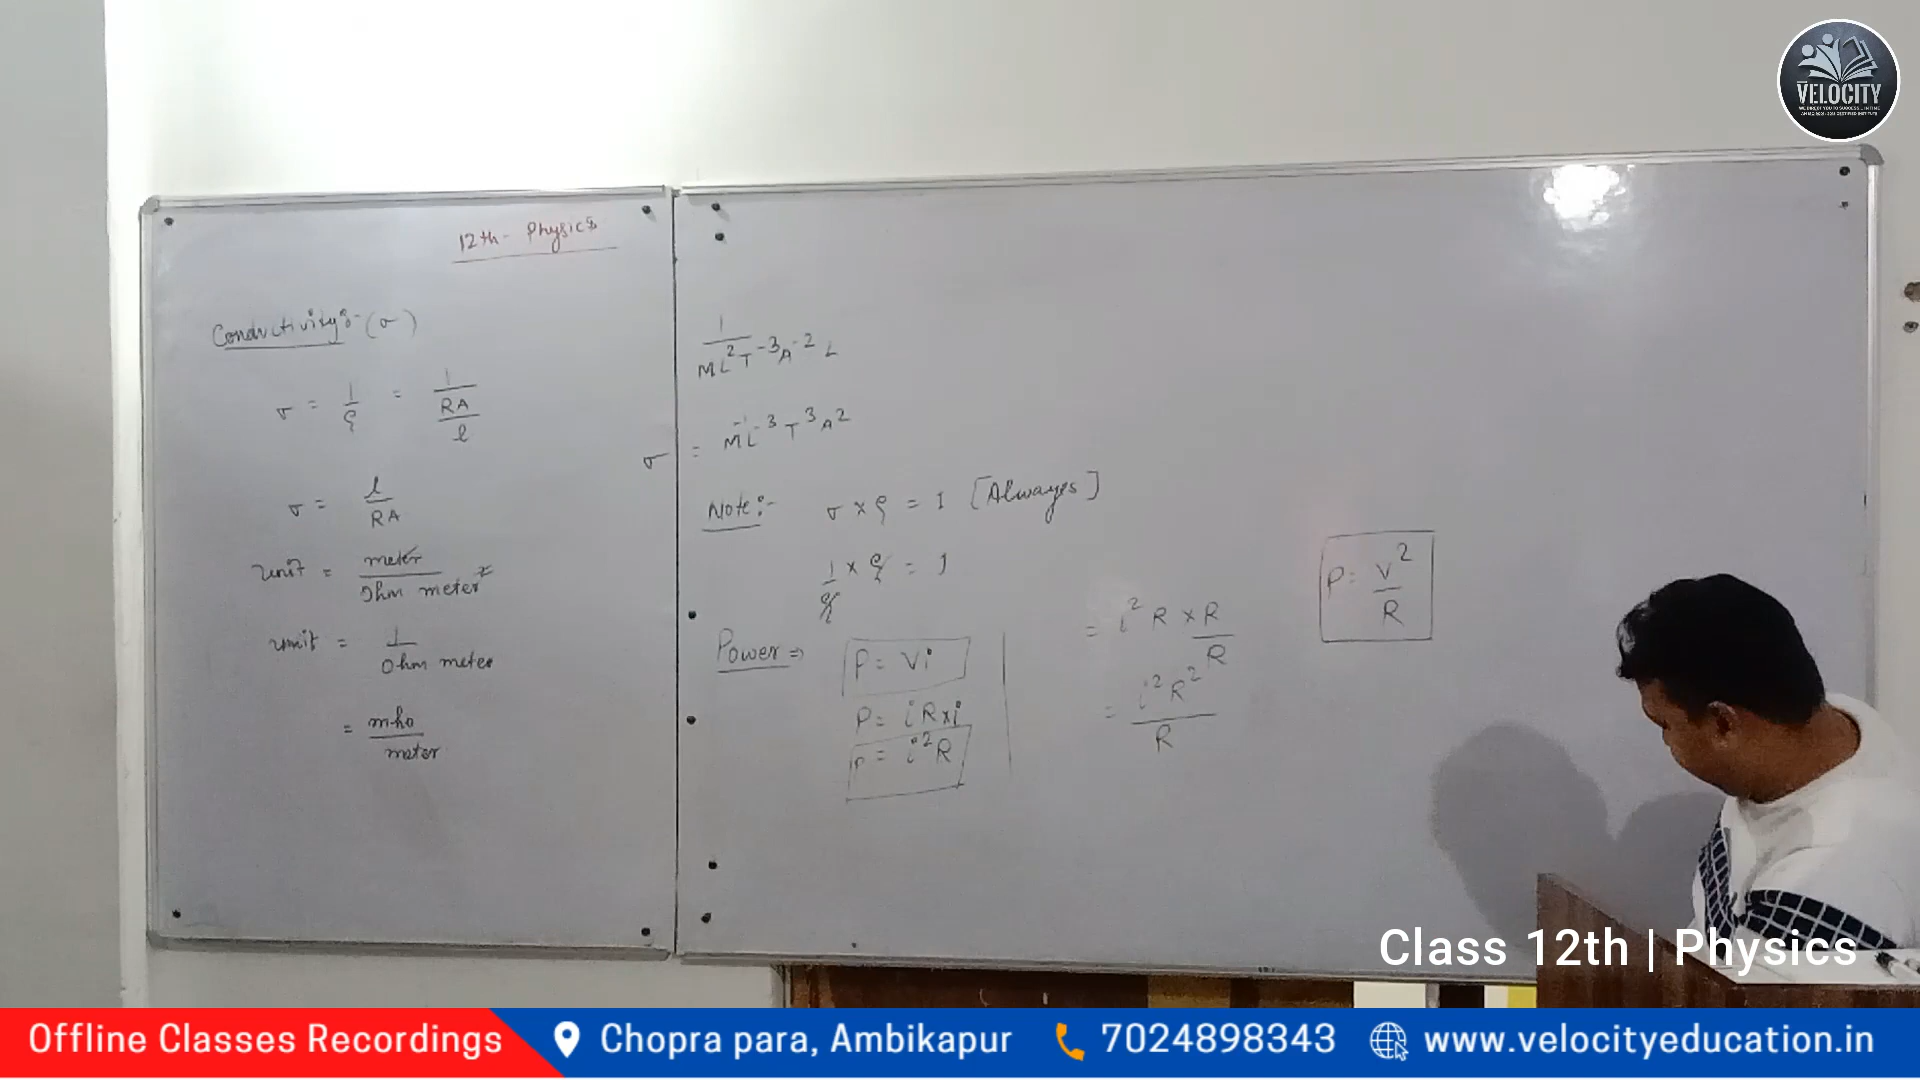 12th - Physics
Conductivity:- (σ)
σ = 1/ρ = 1/(RA/l)
σ = l/RA
unit = meter/Ohm meter²
unit = 1/Ohm meter
= mho/meter
1/ML²T⁻³A⁻² L
σ = M⁻¹L⁻³T³A²
Note:- σ × ρ = 1 [Alwayes]
1/ρ × ρ = 1
Power ⇒ P = Vi
P = iR×i
P = i²R
= i²R × R/R
= i²R²/R
P = V²/R
VELOCITY
Class 12th | Physics
Offline Classes Recordings
Chopra para, Ambikapur
7024898343
www.velocityeducation.in